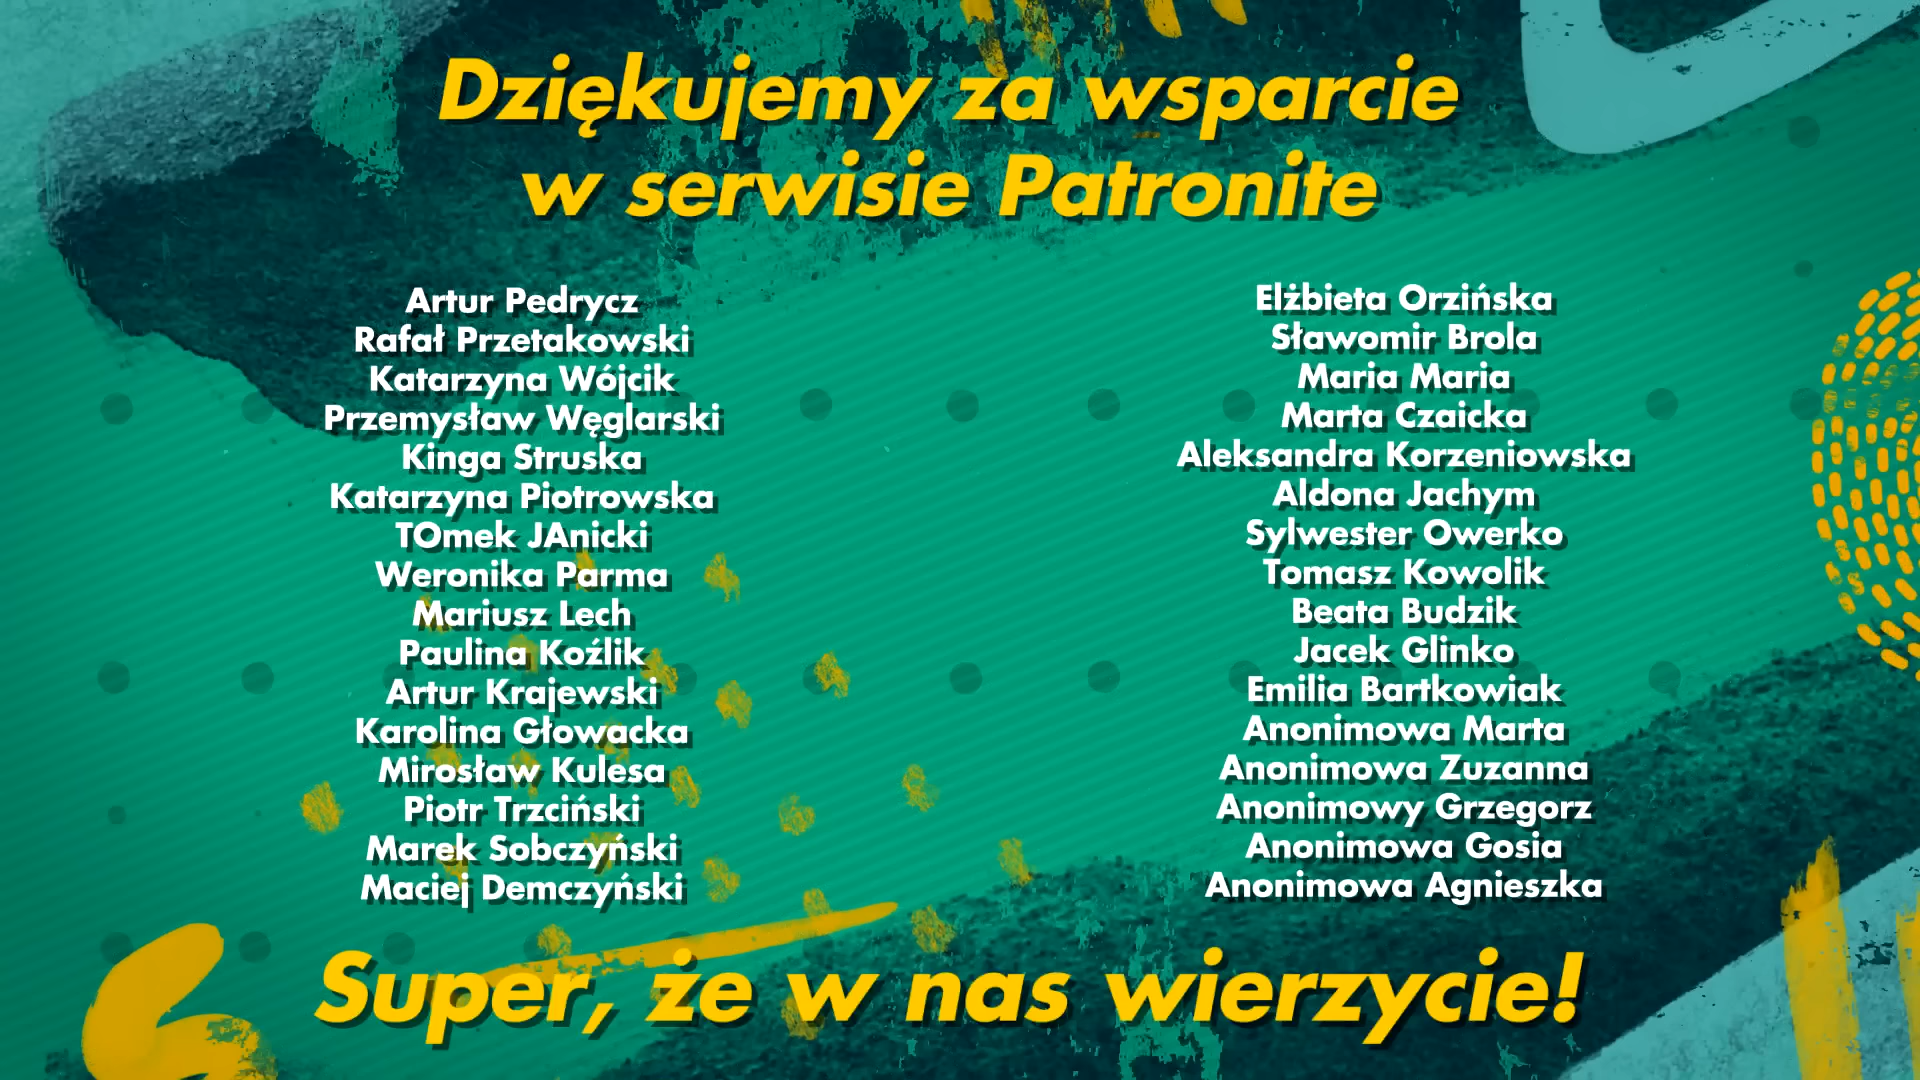 Dziękujemy za wsparcie
w serwisie Patronite
Artur Pedrycz
Rafał Przetakowski
Katarzyna Wójcik
Przemysław Węglarski
Kinga Struska
Katarzyna Piotrowska
TOmek JAnicki
Weronika Parma
Mariusz Lech
Paulina Koźlik
Artur Krajewski
Karolina Głowacka
Mirosław Kulesa
Piotr Trzciński
Marek Sobczyński
Maciej Demczyński
Elżbieta Orzińska
Sławomir Brola
Maria Maria
Marta Czaicka
Aleksandra Korzeniowska
Aldona Jachym
Sylwester Owerko
Tomasz Kowolik
Beata Budzik
Jacek Glinko
Emilia Bartkowiak
Anonimowa Marta
Anonimowa Zuzanna
Anonimowy Grzegorz
Anonimowa Gosia
Anonimowa Agnieszka
Super, że w nas wierzycie!